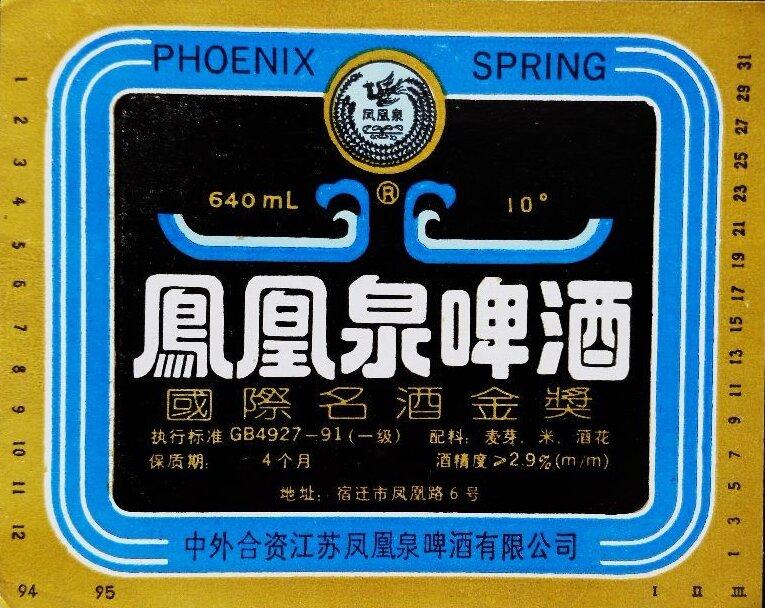 PHOENIX SPRING
凤凰泉
640 mL ® 10°
鳳凰泉啤酒
國際名酒金獎
执行标准 GB4927-91(一级) 配料: 麦芽、米、酒花
保质期: 4个月 酒精度≥2.9%(m/m)
地址: 宿迁市凤凰路6号
中外合资江苏凤凰泉啤酒有限公司
1 2 3 4 5 6 7 8 9 10 11 12
1 3 5 7 9 11 13 15 17 19 21 23 25 27 29 31
94 95
I II III